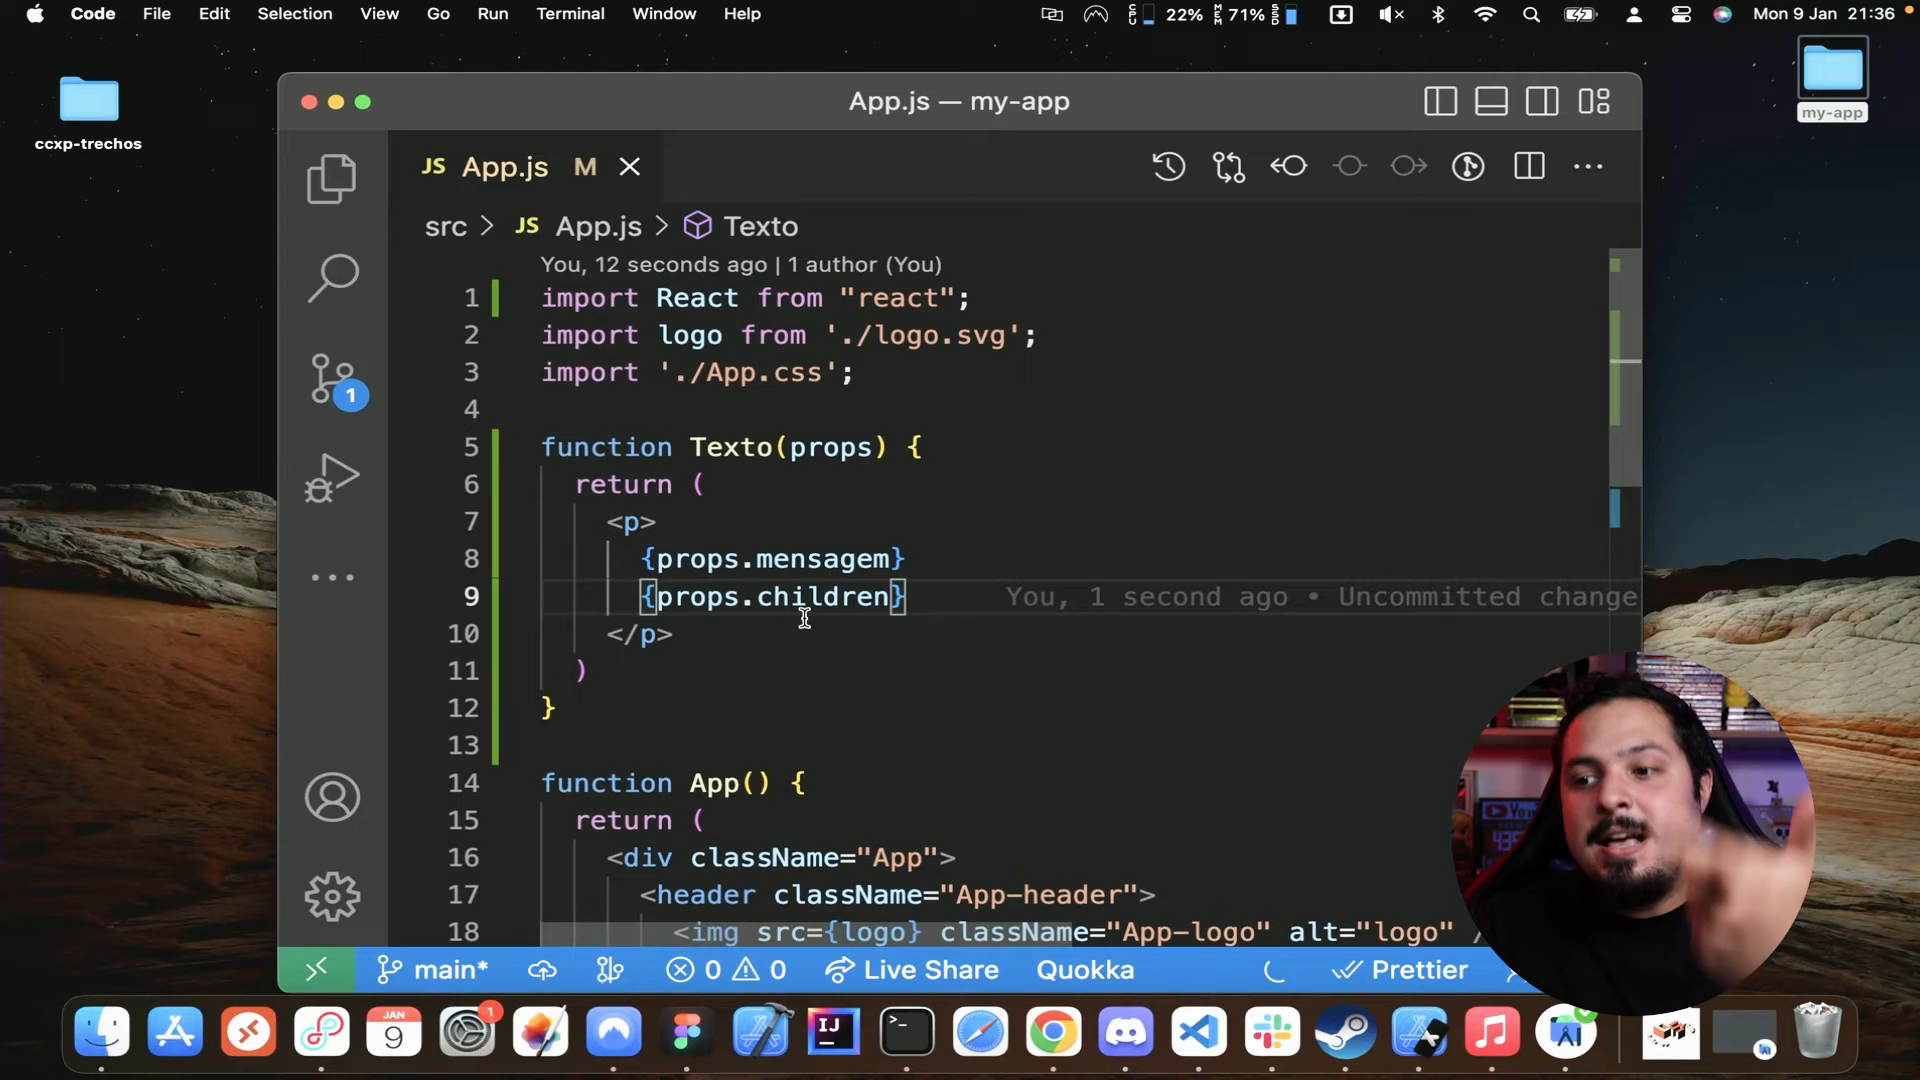 Code File Edit Selection View Go Run Terminal Window Help
CPU 22% MEM 71% SSD Mon 9 Jan 21:36
ccxp-trechos
my-app
App.js — my-app
JS App.js M
src > JS App.js > Texto
You, 12 seconds ago | 1 author (You)
1 import React from "react";
2 import logo from './logo.svg';
3 import './App.css';
4
5 function Texto(props) {
6 return (
7 <p>
8 {props.mensagem}
9 {props.children} You, 1 second ago • Uncommitted change
10 </p>
11 )
12 }
13
14 function App() {
15 return (
16 <div className="App">
17 <header className="App-header">
18 <img src={logo} className="App-logo" alt="logo" /
1
main* 0 0 Live Share Quokka Prettier
JAN
9
1
IJ